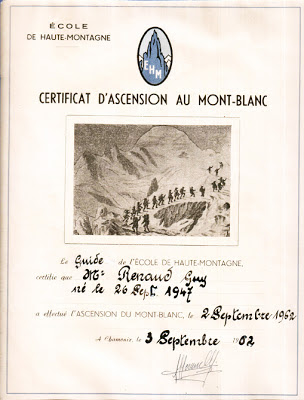 ÉCOLE
DE HAUTE-MONTAGNE
EHM
CERTIFICAT D'ASCENSION AU MONT-BLANC
Le Guide de l'ÉCOLE DE HAUTE-MONTAGNE,
certifie que Mr Renaud Guy
né le 26 Sept. 1947
a effectué l'ASCENSION DU MONT-BLANC, le 2 Septembre 1962
A Chamonix, le 3 Septembre 1962